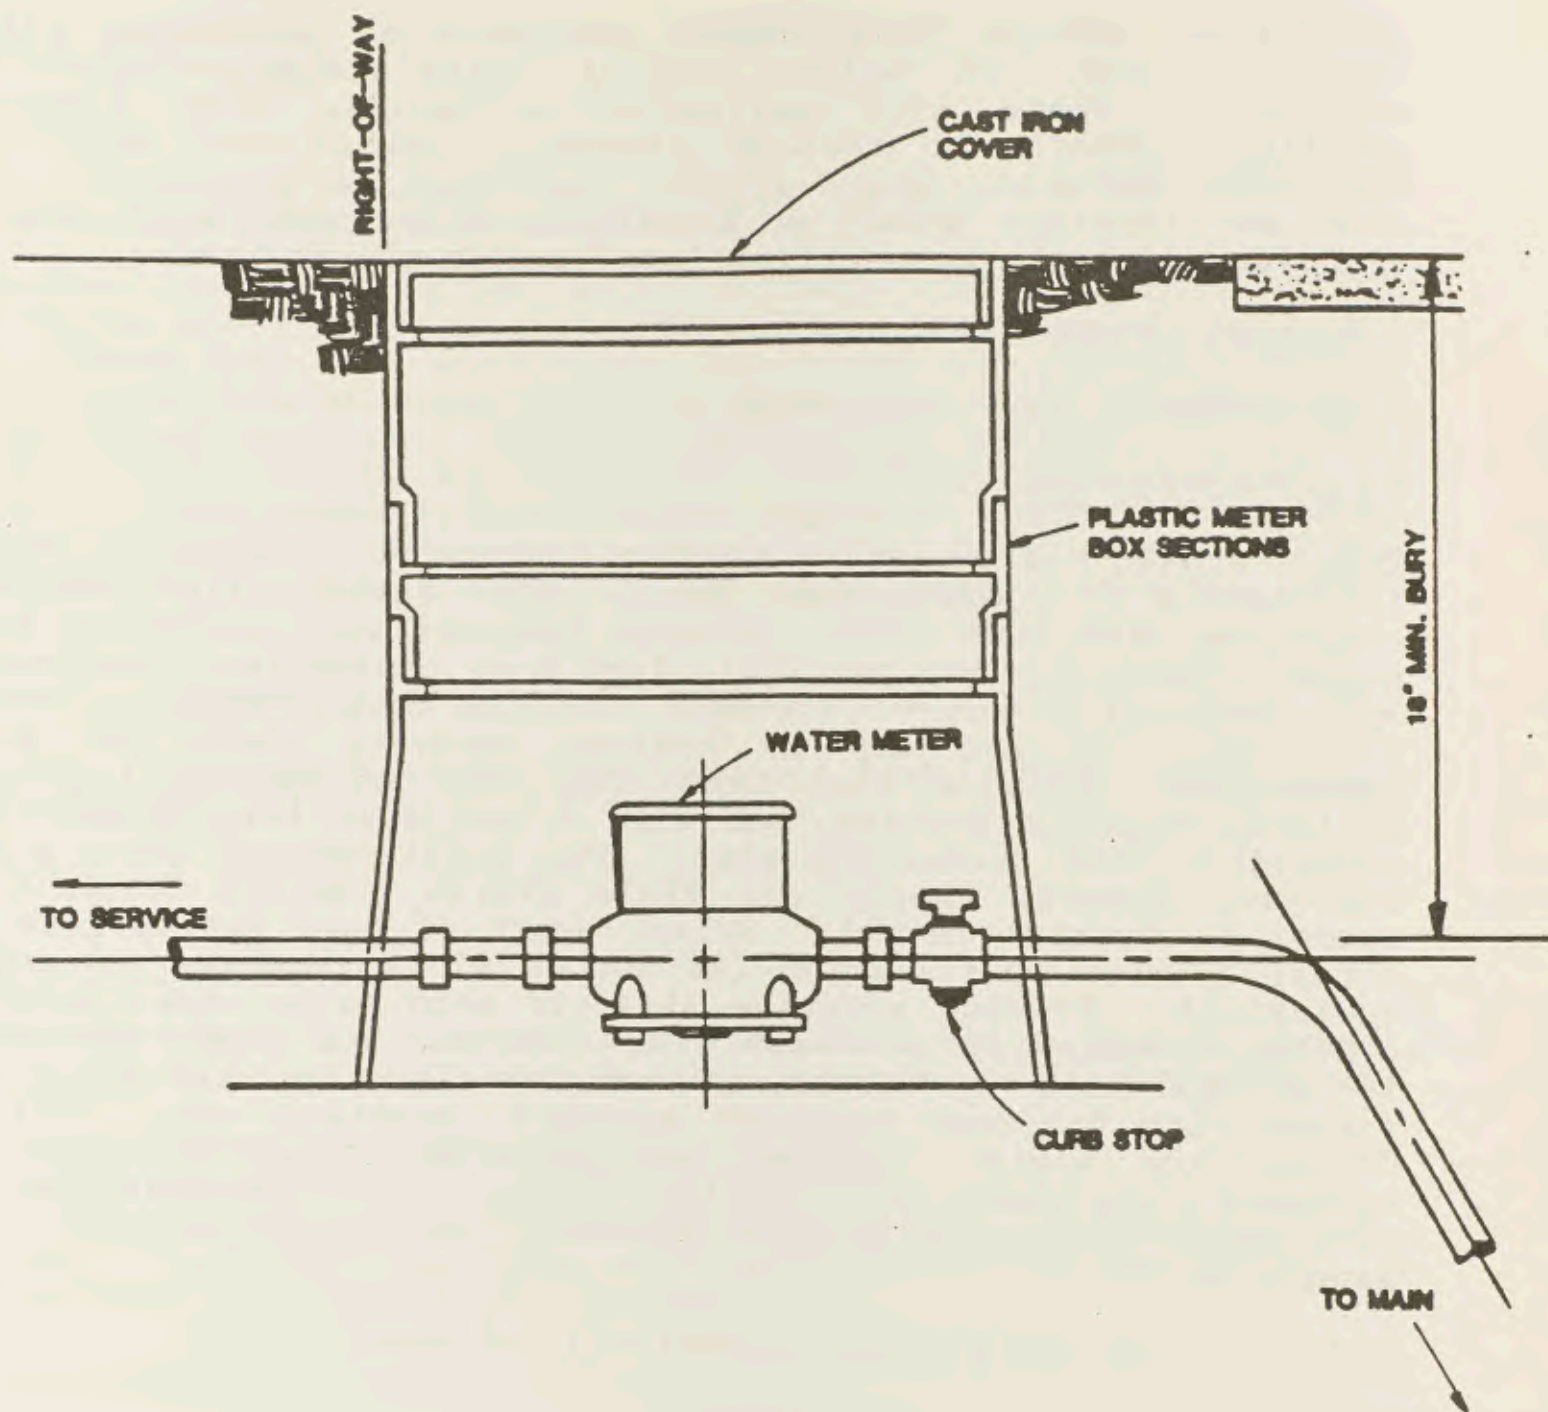 RIGHT-OF-WAY
CAST IRON
COVER
PLASTIC METER
BOX SECTIONS
18" MIN. BURY
WATER METER
TO SERVICE
CURB STOP
TO MAIN